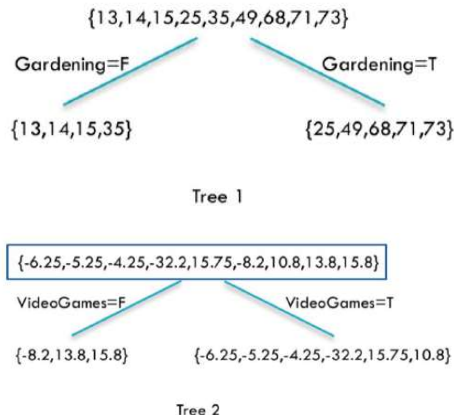 {13,14,15,25,35,49,68,71,73}
Gardening=F Gardening=T
{13,14,15,35} {25,49,68,71,73}
Tree 1
{-6.25,-5.25,-4.25,-32.2,15.75,-8.2,10.8,13.8,15.8}
VideoGames=F VideoGames=T
{-8.2,13.8,15.8} {-6.25,-5.25,-4.25,-32.2,15.75,10.8}
Tree 2